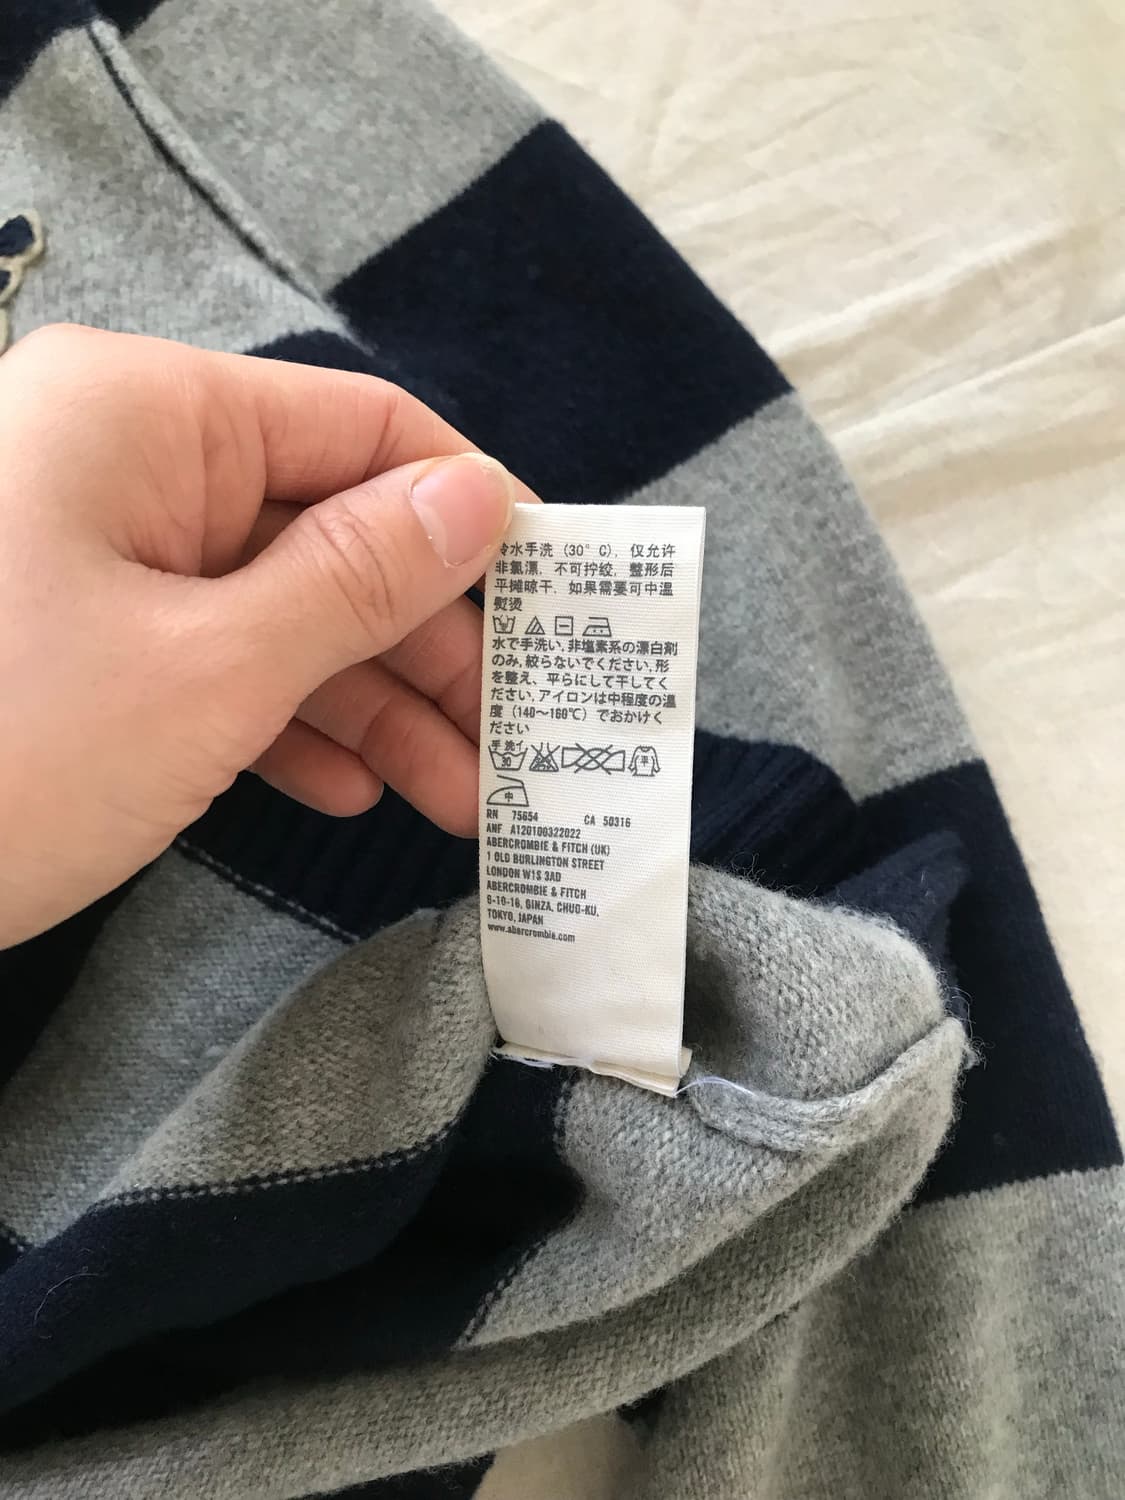 冷水手洗 (30° C), 仅允许
非氯漂, 不可拧绞, 整形后
平摊晾干, 如果需要可中温
熨烫
水で手洗い, 非塩素系の漂白剤
のみ, 絞らないでください, 形
を整え、平らにして干してく
ださい, アイロンは中程度の温
度 (140〜160℃) でおかけく
ださい
手洗イ
30
平
中
RN 75654 CA 50316
ANF A120100322022
ABERCROMBIE & FITCH (UK)
1 OLD BURLINGTON STREET
LONDON W1S 3AD
ABERCROMBIE & FITCH
6-10-16, GINZA, CHUO-KU,
TOKYO, JAPAN
www.abercrombie.com